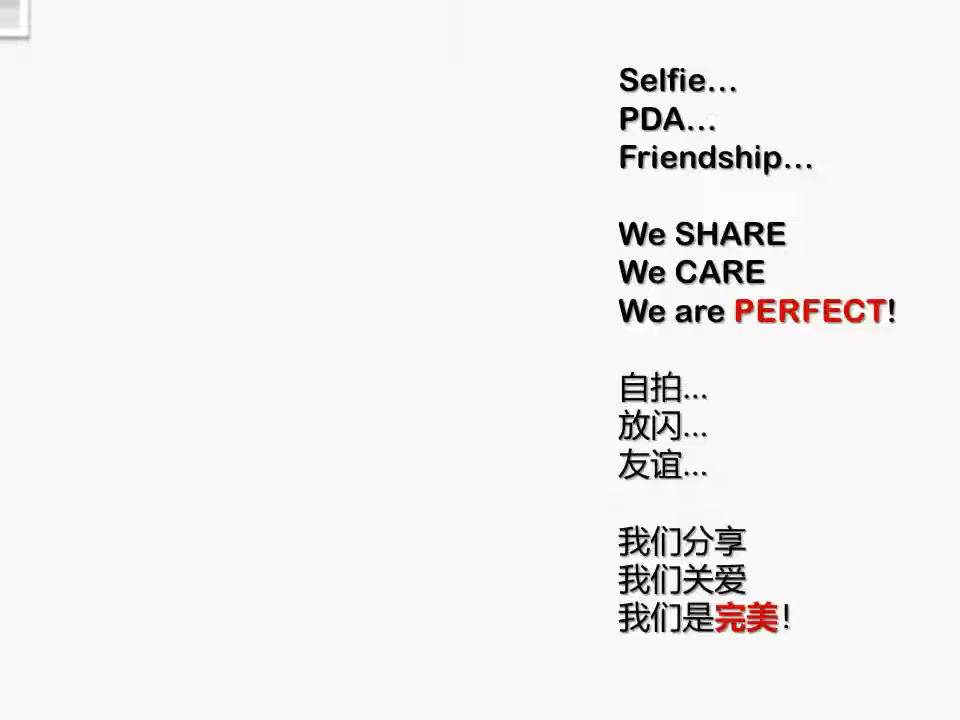 Selfie...
PDA...
Friendship...
We SHARE
We CARE
We are PERFECT!
自拍...
放闪...
友谊...
我们分享
我们关爱
我们是完美!